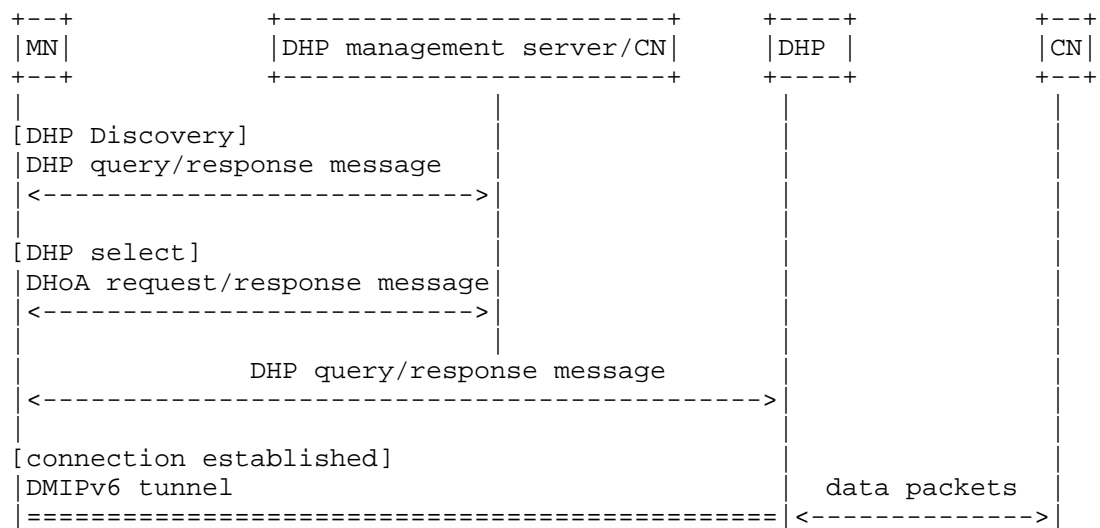 MN DHP management server/CN DHP CN
[DHP Discovery]
DHP query/response message
[DHP select]
DHoA request/response message
DHP query/response message
[connection established]
DMIPv6 tunnel data packets